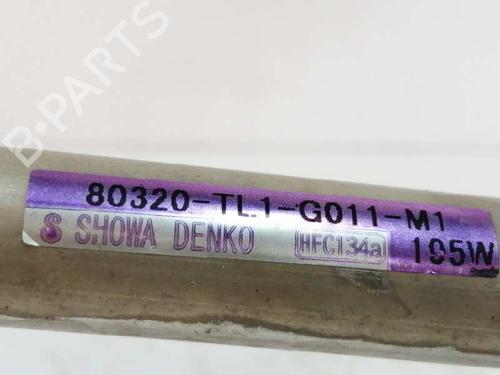 B-PARTS
80320-TL1-G011-M1
S SHOWA DENKO HFC134a 195W